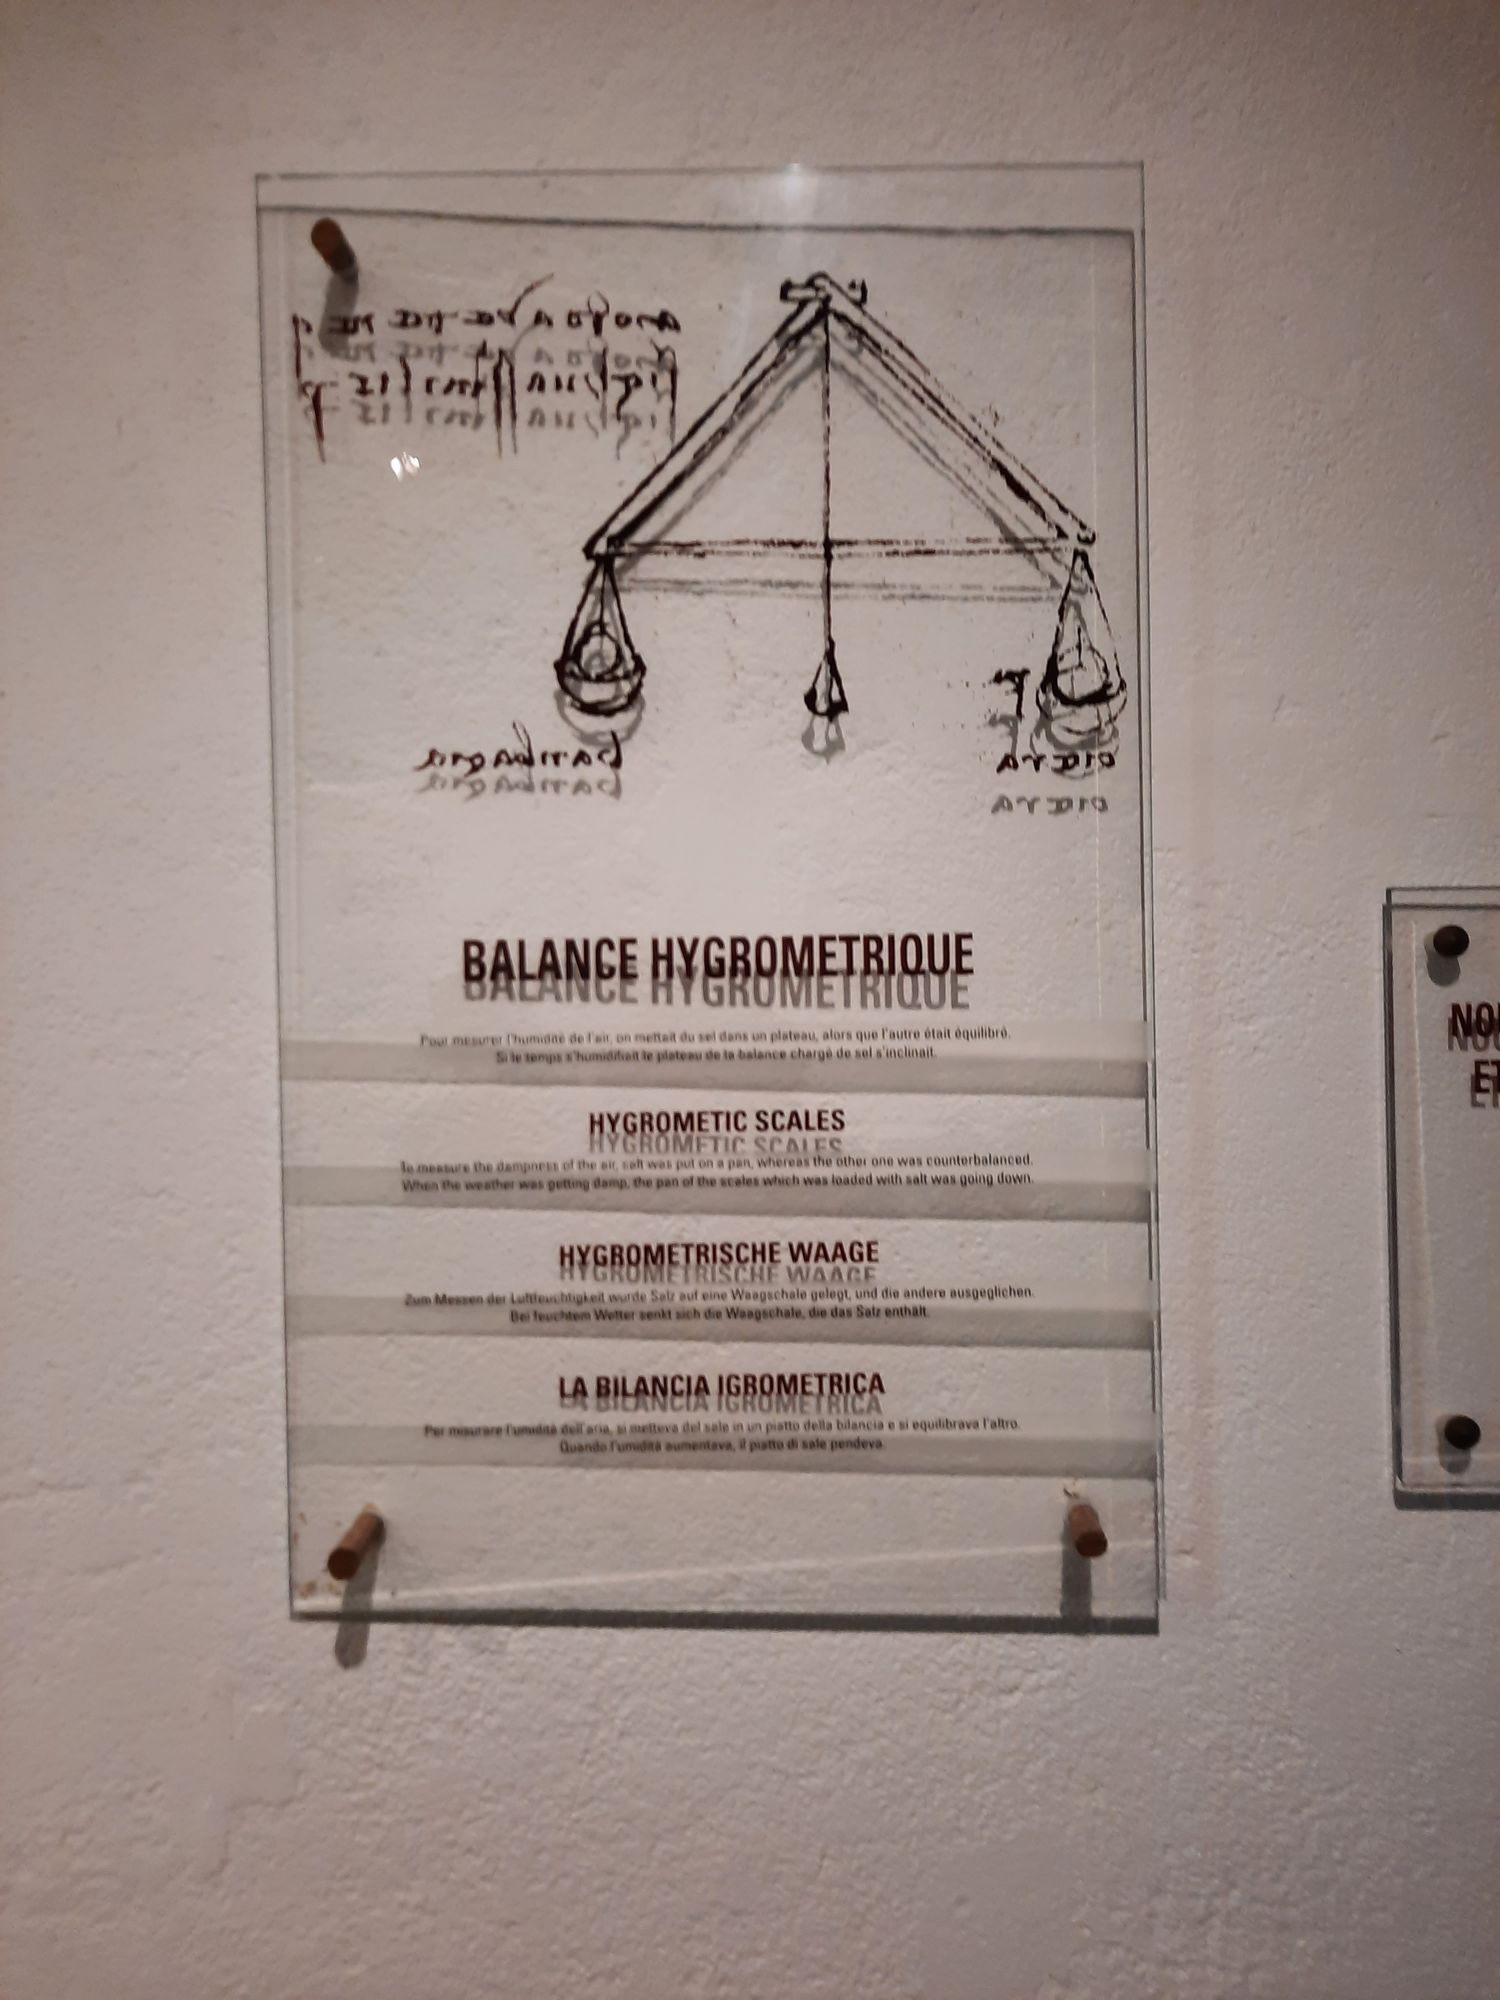 BALANCE HYGROMETRIQUE
Pour mesurer l'humidité de l'air, on mettait du sel dans un plateau, alors que l'autre était équilibré.
Si le temps s'humidifiait le plateau de la balance chargé de sel s'inclinait.
HYGROMETIC SCALES
To measure the dampness of the air, salt was put on a pan, whereas the other one was counterbalanced.
When the weather was getting damp, the pan of the scales which was loaded with salt was going down.
HYGROMETRISCHE WAAGE
Zum Messen der Luftfeuchtigkeit wurde Salz auf eine Waagschale gelegt, und die andere ausgeglichen.
Bei feuchtem Wetter senkt sich die Waagschale, die das Salz enthält.
LA BILANCIA IGROMETRICA
Per misurare l'umidità dell'aria, si metteva del sale in un piatto della bilancia e si equilibrava l'altro.
Quando l'umidità aumentava, il piatto di sale pendeva.